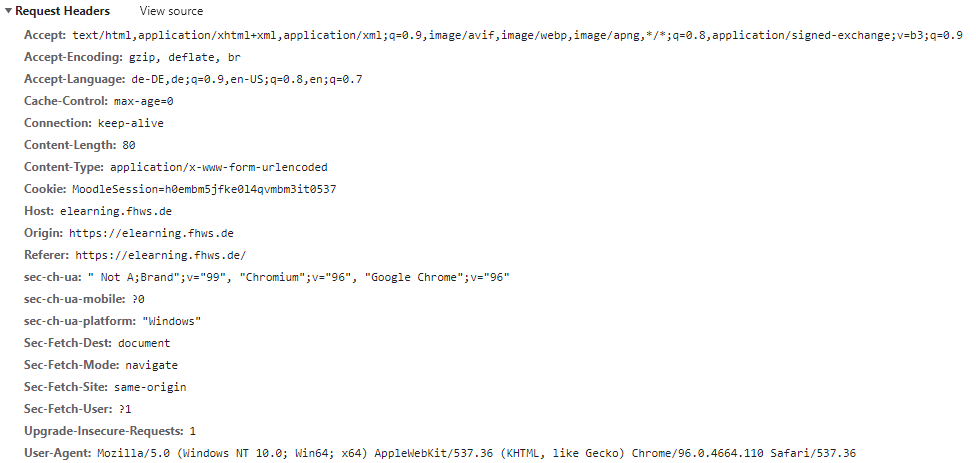 Request Headers View source
Accept: text/html,application/xhtml+xml,application/xml;q=0.9,image/avif,image/webp,image/apng,*/*;q=0.8,application/signed-exchange;v=b3;q=0.9
Accept-Encoding: gzip, deflate, br
Accept-Language: de-DE,de;q=0.9,en-US;q=0.8,en;q=0.7
Cache-Control: max-age=0
Connection: keep-alive
Content-Length: 80
Content-Type: application/x-www-form-urlencoded
Cookie: MoodleSession=h0embm5jfke0l4qvmbm3it0537
Host: elearning.fhws.de
Origin: https://elearning.fhws.de
Referer: https://elearning.fhws.de/
sec-ch-ua: " Not A;Brand";v="99", "Chromium";v="96", "Google Chrome";v="96"
sec-ch-ua-mobile: ?0
sec-ch-ua-platform: "Windows"
Sec-Fetch-Dest: document
Sec-Fetch-Mode: navigate
Sec-Fetch-Site: same-origin
Sec-Fetch-User: ?1
Upgrade-Insecure-Requests: 1
User-Agent: Mozilla/5.0 (Windows NT 10.0; Win64; x64) AppleWebKit/537.36 (KHTML, like Gecko) Chrome/96.0.4664.110 Safari/537.36